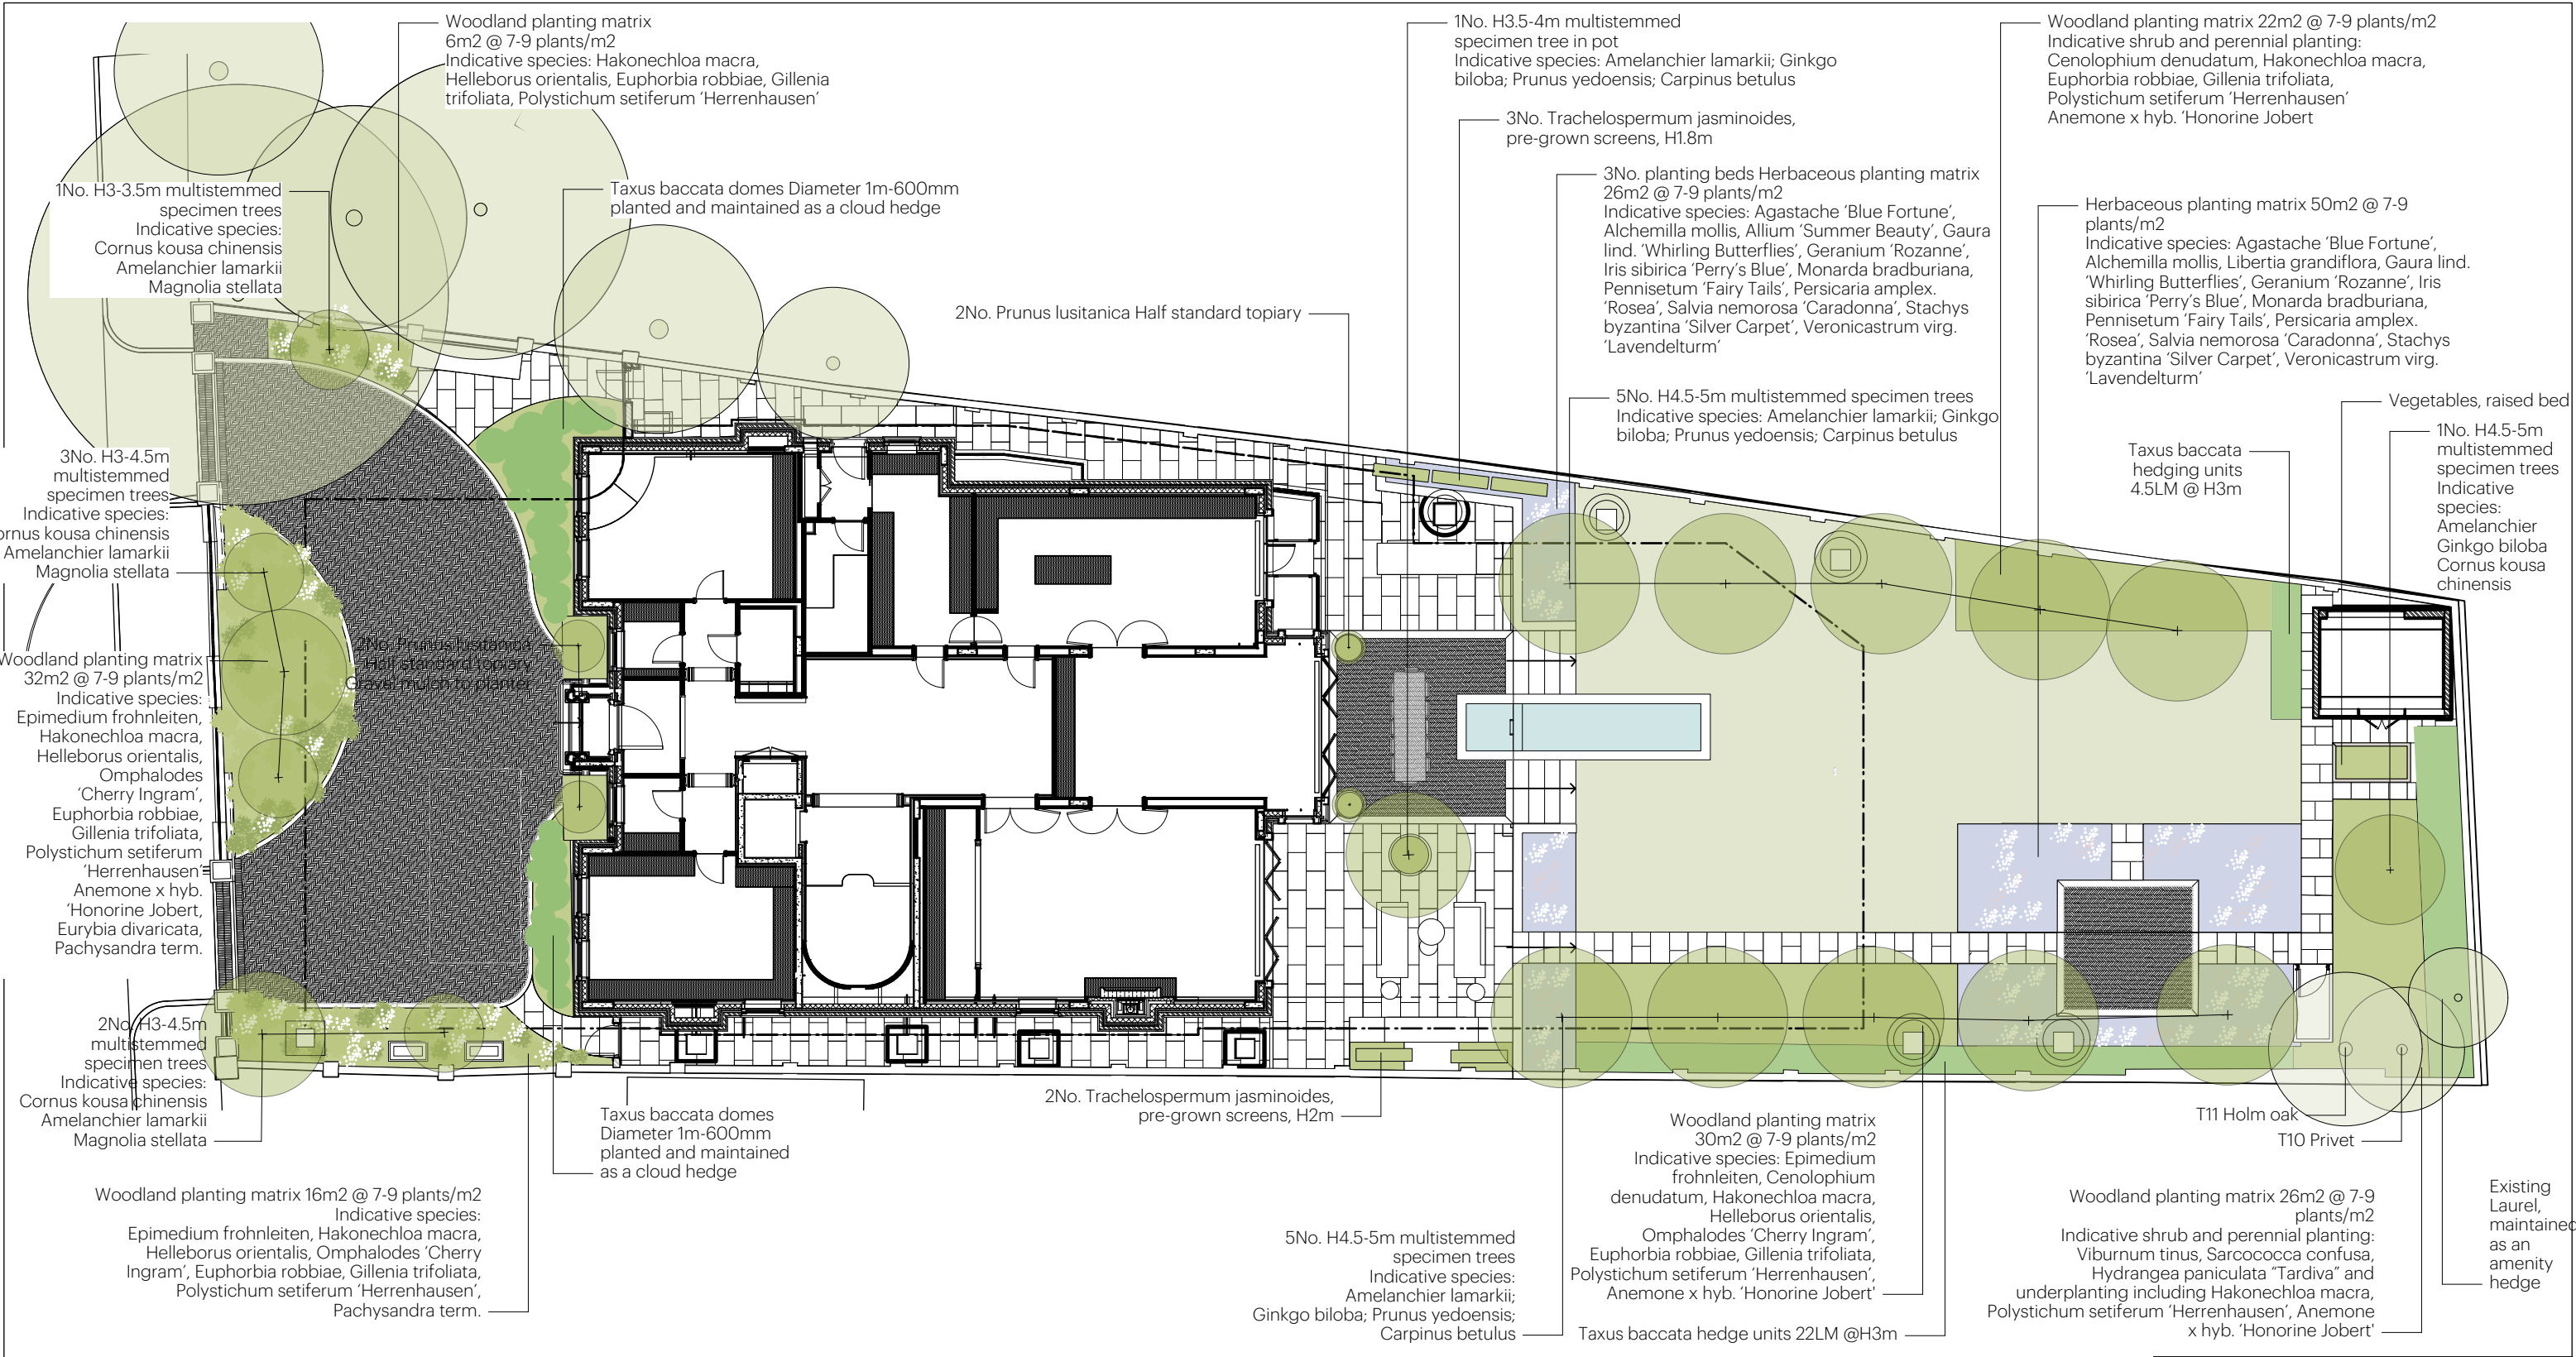 Woodland planting matrix
6m2 @ 7-9 plants/m2
Indicative species: Hakonechloa macra,
Helleborus orientalis, Euphorbia robbiae, Gillenia
trifoliata, Polystichum setiferum ‘Herrenhausen’
1No. H3.5-4m multistemmed
specimen tree in pot
Indicative species: Amelanchier lamarkii; Ginkgo
biloba; Prunus yedoensis; Carpinus betulus
Woodland planting matrix 22m2 @ 7-9 plants/m2
Indicative shrub and perennial planting:
Cenolophium denudatum, Hakonechloa macra,
Euphorbia robbiae, Gillenia trifoliata,
Polystichum setiferum ‘Herrenhausen’
Anemone x hyb. ‘Honorine Jobert
3No. Trachelospermum jasminoides,
pre-grown screens, H1.8m
1No. H3-3.5m multistemmed
specimen trees
Indicative species:
Cornus kousa chinensis
Amelanchier lamarkii
Magnolia stellata
Taxus baccata domes Diameter 1m-600mm
planted and maintained as a cloud hedge
3No. planting beds Herbaceous planting matrix
26m2 @ 7-9 plants/m2
Indicative species: Agastache ‘Blue Fortune’,
Alchemilla mollis, Allium ‘Summer Beauty’, Gaura
lind. ‘Whirling Butterflies’, Geranium ‘Rozanne’,
Iris sibirica ‘Perry’s Blue’, Monarda bradburiana,
Pennisetum ‘Fairy Tails’, Persicaria amplex.
‘Rosea’, Salvia nemorosa ‘Caradonna’, Stachys
byzantina ‘Silver Carpet’, Veronicastrum virg.
‘Lavendelturm’
Herbaceous planting matrix 50m2 @ 7-9
plants/m2
Indicative species: Agastache ‘Blue Fortune’,
Alchemilla mollis, Libertia grandiflora, Gaura lind.
‘Whirling Butterflies’, Geranium ‘Rozanne’, Iris
sibirica ‘Perry’s Blue’, Monarda bradburiana,
Pennisetum ‘Fairy Tails’, Persicaria amplex.
‘Rosea’, Salvia nemorosa ‘Caradonna’, Stachys
byzantina ‘Silver Carpet’, Veronicastrum virg.
‘Lavendelturm’
2No. Prunus lusitanica Half standard topiary
5No. H4.5-5m multistemmed specimen trees
Indicative species: Amelanchier lamarkii; Ginkgo
biloba; Prunus yedoensis; Carpinus betulus
Vegetables, raised bed
Taxus baccata
hedging units
4.5LM @ H3m
1No. H4.5-5m
multistemmed
specimen trees
Indicative
species:
Amelanchier
Ginkgo biloba
Cornus kousa
chinensis
3No. H3-4.5m
multistemmed
specimen trees
Indicative species:
ornus kousa chinensis
Amelanchier lamarkii
Magnolia stellata
2No. Prunus lusitanica
Half standard topiary
Gravel mulch to planter
Woodland planting matrix
32m2 @ 7-9 plants/m2
Indicative species:
Epimedium frohnleiten,
Hakonechloa macra,
Helleborus orientalis,
Omphalodes
‘Cherry Ingram’,
Euphorbia robbiae,
Gillenia trifoliata,
Polystichum setiferum
‘Herrenhausen’
Anemone x hyb.
‘Honorine Jobert,
Eurybia divaricata,
Pachysandra term.
2No. H3-4.5m
multistemmed
specimen trees
Indicative species:
Cornus kousa chinensis
Amelanchier lamarkii
Magnolia stellata
Taxus baccata domes
Diameter 1m-600mm
planted and maintained
as a cloud hedge
Woodland planting matrix 16m2 @ 7-9 plants/m2
Indicative species:
Epimedium frohnleiten, Hakonechloa macra,
Helleborus orientalis, Omphalodes ‘Cherry
Ingram’, Euphorbia robbiae, Gillenia trifoliata,
Polystichum setiferum ‘Herrenhausen’,
Pachysandra term.
2No. Trachelospermum jasminoides,
pre-grown screens, H2m
5No. H4.5-5m multistemmed
specimen trees
Indicative species:
Amelanchier lamarkii;
Ginkgo biloba; Prunus yedoensis;
Carpinus betulus
Woodland planting matrix
30m2 @ 7-9 plants/m2
Indicative species: Epimedium
frohnleiten, Cenolophium
denudatum, Hakonechloa macra,
Helleborus orientalis,
Omphalodes ‘Cherry Ingram’,
Euphorbia robbiae, Gillenia trifoliata,
Polystichum setiferum ‘Herrenhausen’,
Anemone x hyb. ‘Honorine Jobert'
Taxus baccata hedge units 22LM @H3m
T11 Holm oak
T10 Privet
Woodland planting matrix 26m2 @ 7-9
plants/m2
Indicative shrub and perennial planting:
Viburnum tinus, Sarcococca confusa,
Hydrangea paniculata “Tardiva” and
underplanting including Hakonechloa macra,
Polystichum setiferum ‘Herrenhausen’, Anemone
x hyb. ‘Honorine Jobert'
Existing
Laurel,
maintained
as an
amenity
hedge